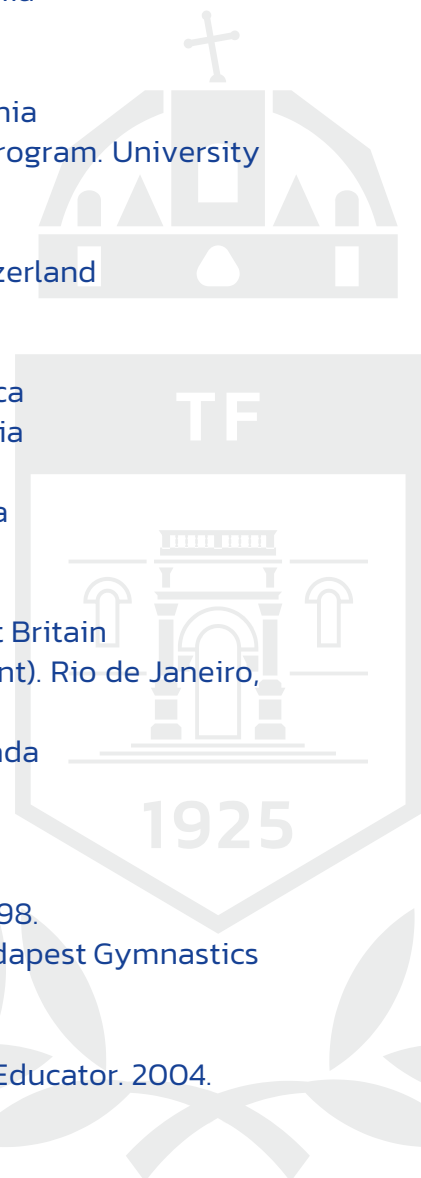 nia
rogram. University
zerland
ca
TF
ia
a
t Britain
nt). Rio de Janeiro,
nda
1925
98.
dapest Gymnastics
Educator. 2004.